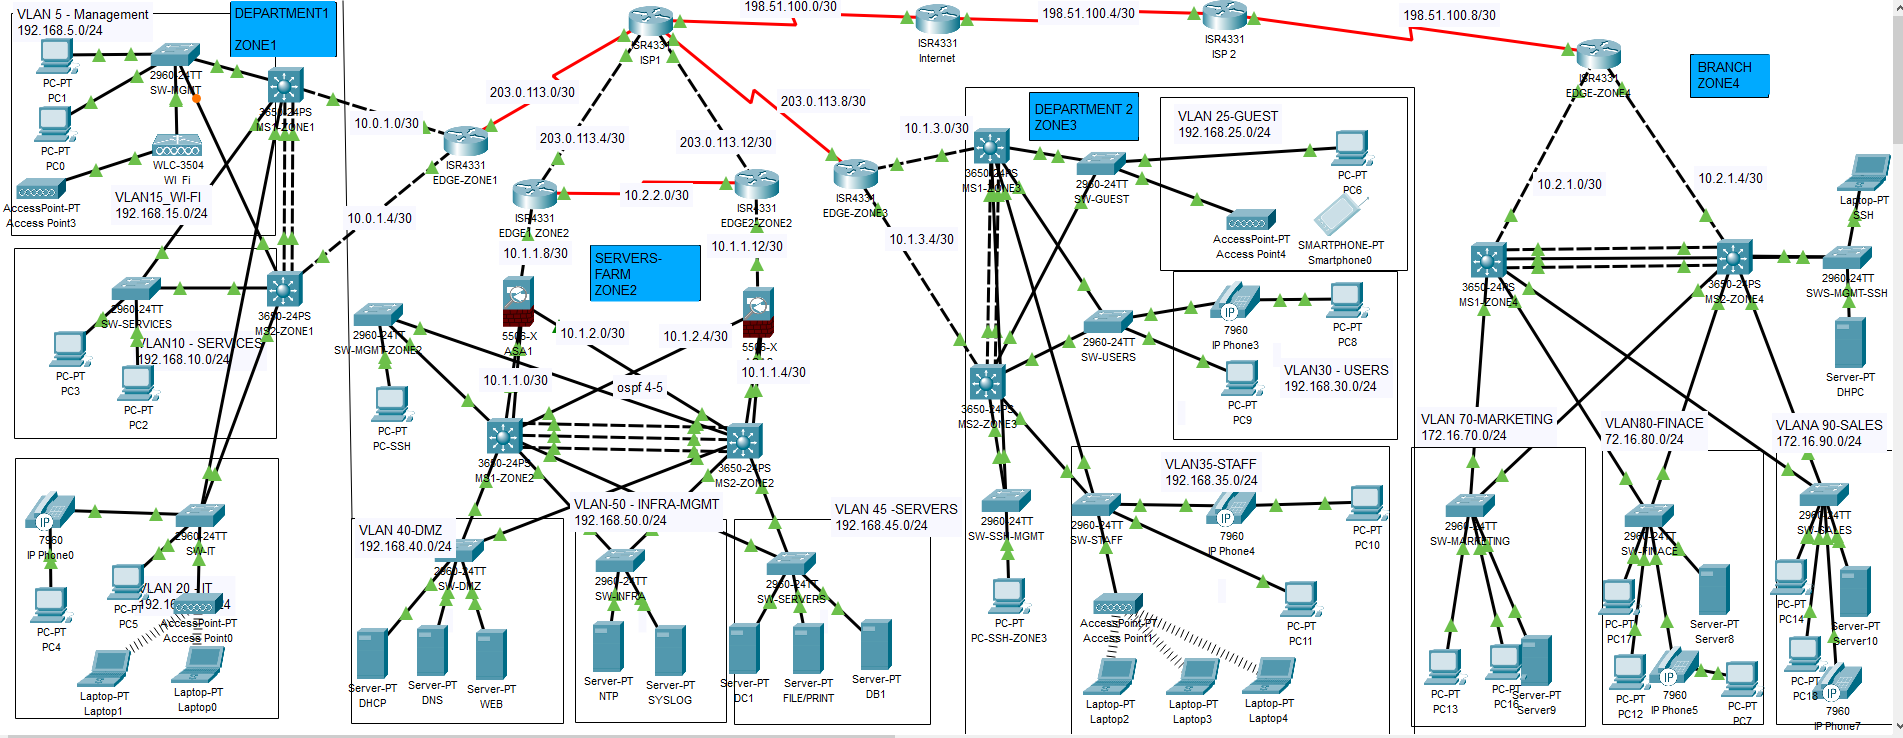 VLAN 5 - Management
192.168.5.0/24
PC-PT
PC1
PC-PT
PC0
2960-24TT
SW-MGMT
WLC-3504
WI_Fi
AccessPoint-PT
Access Point3
VLAN15_WI-FI
192.168.15.0/24
DEPARTMENT1
ZONE1
3650-24PS
MS1-ZONE1
3650-24PS
MS2-ZONE1
2960-24TT
SW-SERVICES
VLAN10 - SERVICES
192.168.10.0/24
PC-PT
PC3
PC-PT
PC2
7960
IP Phone0
2960-24TT
SW-IT
PC-PT
PC4
PC-PT
PC5
VLAN 20 - IT
AccessPoint-PT
Access Point0
Laptop-PT
Laptop1
Laptop-PT
Laptop0
10.0.1.0/30
10.0.1.4/30
ISR4331
EDGE-ZONE1
203.0.113.0/30
203.0.113.4/30
203.0.113.12/30
203.0.113.8/30
ISR4331
ISP1
198.51.100.0/30
ISR4331
Internet
198.51.100.4/30
ISR4331
ISP 2
198.51.100.8/30
ISR4331
EDGE-ZONE4
BRANCH
ZONE4
ISR4331
EDGE1 ZONE2
10.2.2.0/30
ISR4331
EDGE2-ZONE2
10.1.1.8/30
10.1.1.12/30
SERVERS-
FARM
ZONE2
5506-X
ASA1
5506-X
10.1.2.0/30
10.1.2.4/30
10.1.1.0/30
10.1.1.4/30
ospf 4-5
2960-24TT
SW-MGMT-ZONE2
PC-PT
PC-SSH
3650-24PS
MS1-ZONE2
3650-24PS
MS2-ZONE2
VLAN 40-DMZ
192.168.40.0/24
2960-24TT
SW-DMZ
Server-PT
DHCP
Server-PT
DNS
Server-PT
WEB
VLAN-50 - INFRA-MGMT
192.168.50.0/24
2960-24TT
SW-INFRA
Server-PT
NTP
Server-PT
SYSLOG
VLAN 45 -SERVERS
192.168.45.0/24
2960-24TT
SW-SERVERS
Server-PT
DC1
Server-PT
FILE/PRINT
Server-PT
DB1
ISR4331
EDGE-ZONE3
10.1.3.0/30
10.1.3.4/30
DEPARTMENT 2
ZONE3
3650-24PS
MS1-ZONE3
3650-24PS
MS2-ZONE3
2960-24TT
SW-GUEST
VLAN 25-GUEST
192.168.25.0/24
PC-PT
PC6
AccessPoint-PT
Access Point4
SMARTPHONE-PT
Smartphone0
2960-24TT
SW-USERS
7960
IP Phone3
PC-PT
PC8
PC-PT
PC9
VLAN30 - USERS
192.168.30.0/24
2960-24TT
SW-SSH-MGMT
PC-PT
PC-SSH-ZONE3
VLAN35-STAFF
192.168.35.0/24
2960-24TT
SW-STAFF
7960
IP Phone4
PC-PT
PC10
PC-PT
PC11
AccessPoint-PT
Access Point1
Laptop-PT
Laptop2
Laptop-PT
Laptop3
Laptop-PT
Laptop4
10.2.1.0/30
10.2.1.4/30
3650-24PS
MS1-ZONE4
3650-24PS
MS2-ZONE4
Laptop-PT
SSH
2960-24TT
SWS-MGMT-SSH
Server-PT
DHPC
VLAN 70-MARKETING
172.16.70.0/24
2960-24TT
SW-MARKETING
PC-PT
PC13
PC-PT
PC16
Server-PT
Server9
VLAN80-FINACE
72.16.80.0/24
2960-24TT
SW-FINACE
PC-PT
PC17
Server-PT
Server8
PC-PT
PC12
7960
IP Phone5
PC-PT
PC7
VLANA 90-SALES
172.16.90.0/24
2960-24TT
SW-SALES
PC-PT
PC14
Server-PT
Server10
PC-PT
PC18
7960
IP Phone7